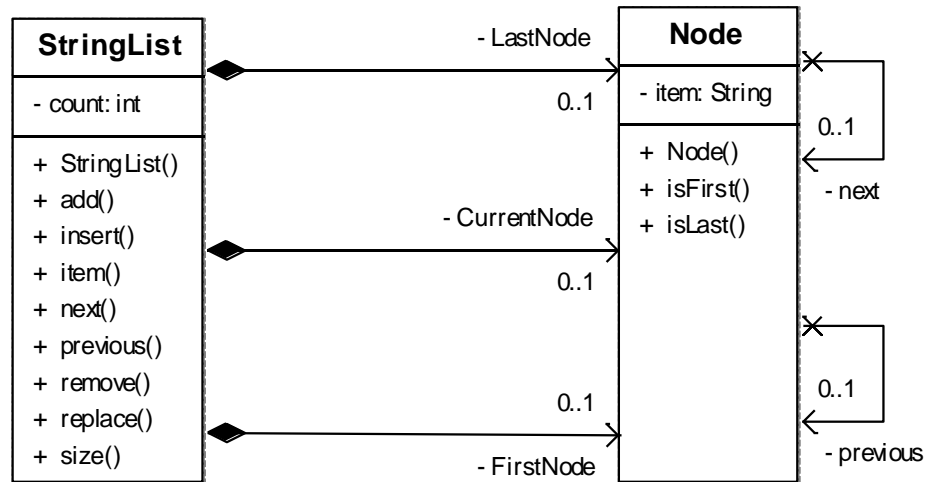 StringList
- count: int
+ StringList()
+ add()
+ insert()
+ item()
+ next()
+ previous()
+ remove()
+ replace()
+ size()
- LastNode
0..1
- CurrentNode
0..1
0..1
- FirstNode
Node
- item: String
+ Node()
+ isFirst()
+ isLast()
0..1
- next
0..1
- previous